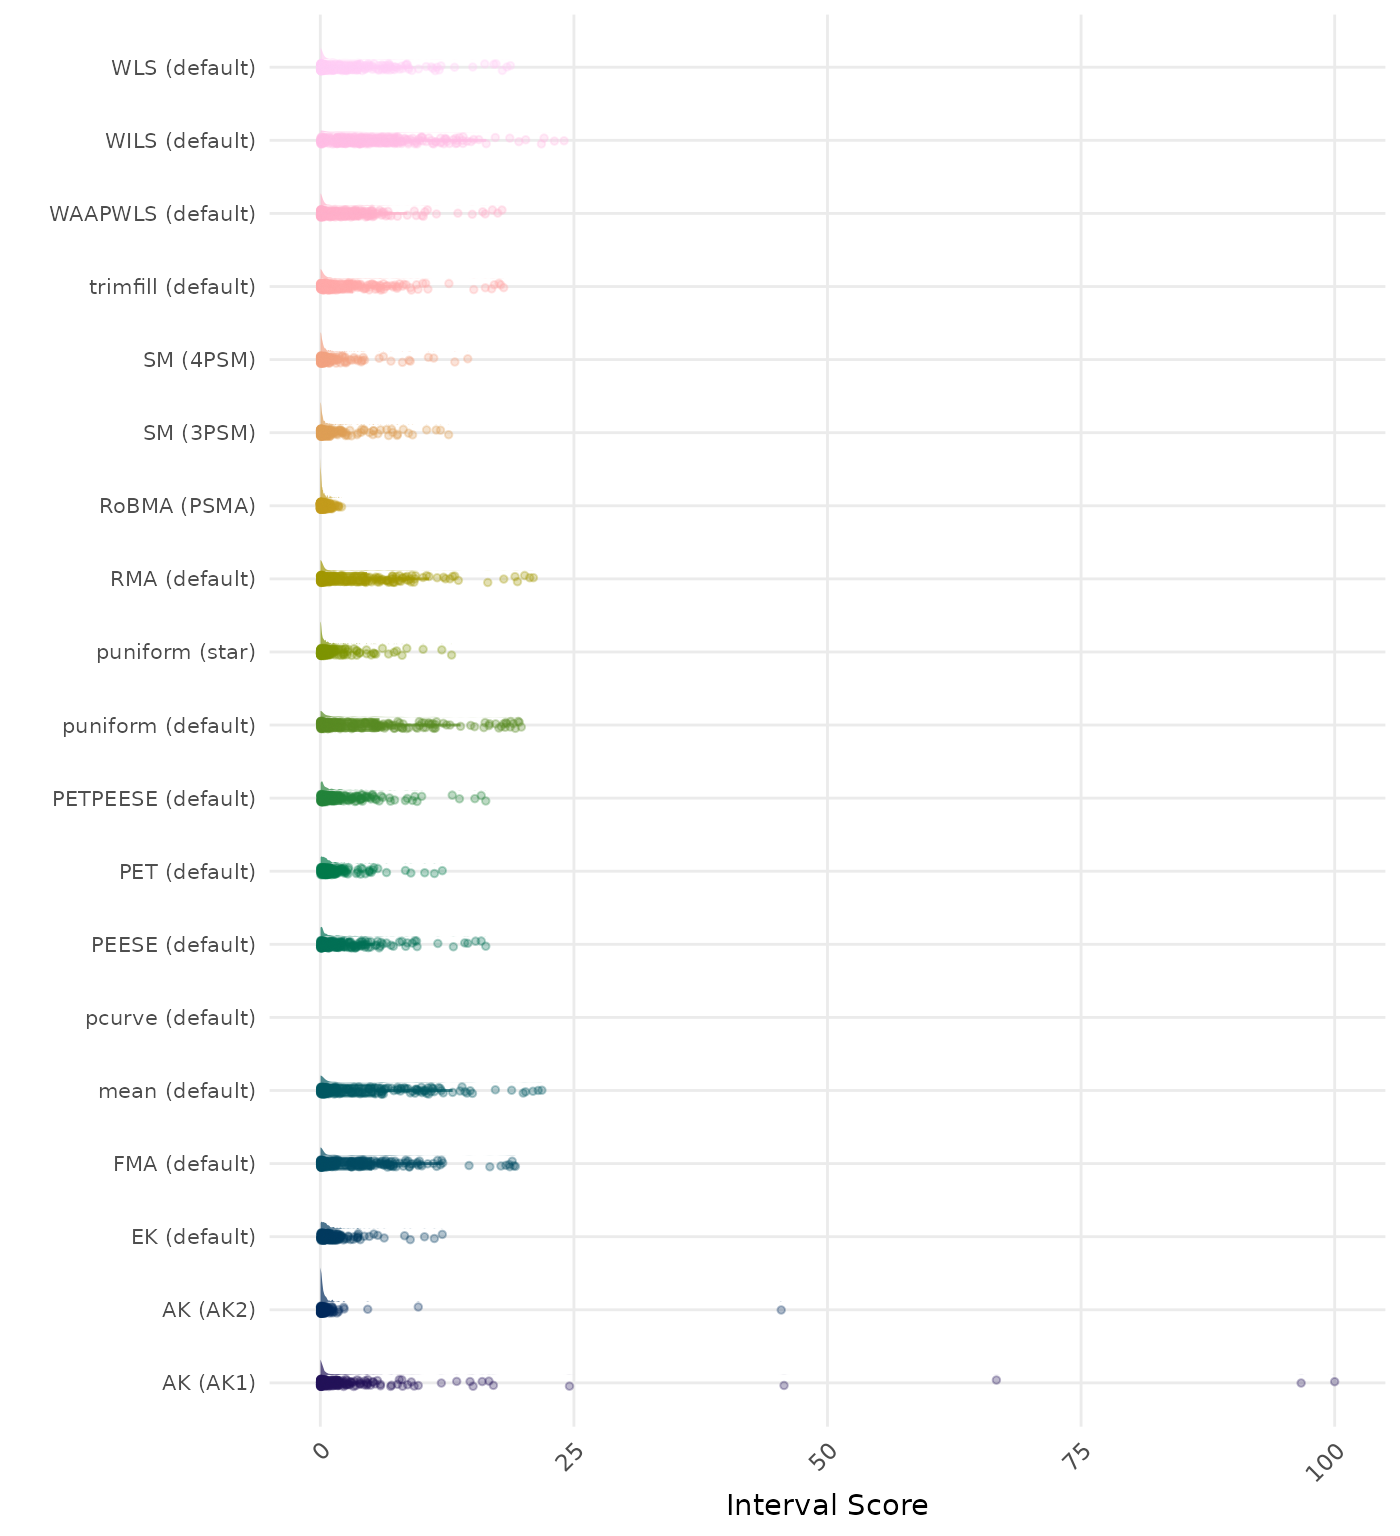 WLS (default)
WILS (default)
WAAPWLS (default)
trimfill (default)
SM (4PSM)
SM (3PSM)
RoBMA (PSMA)
RMA (default)
puniform (star)
puniform (default)
PETPEESE (default)
PET (default)
PEESE (default)
pcurve (default)
mean (default)
FMA (default)
EK (default)
AK (AK2)
AK (AK1)
0
25
50
75
100
Interval Score